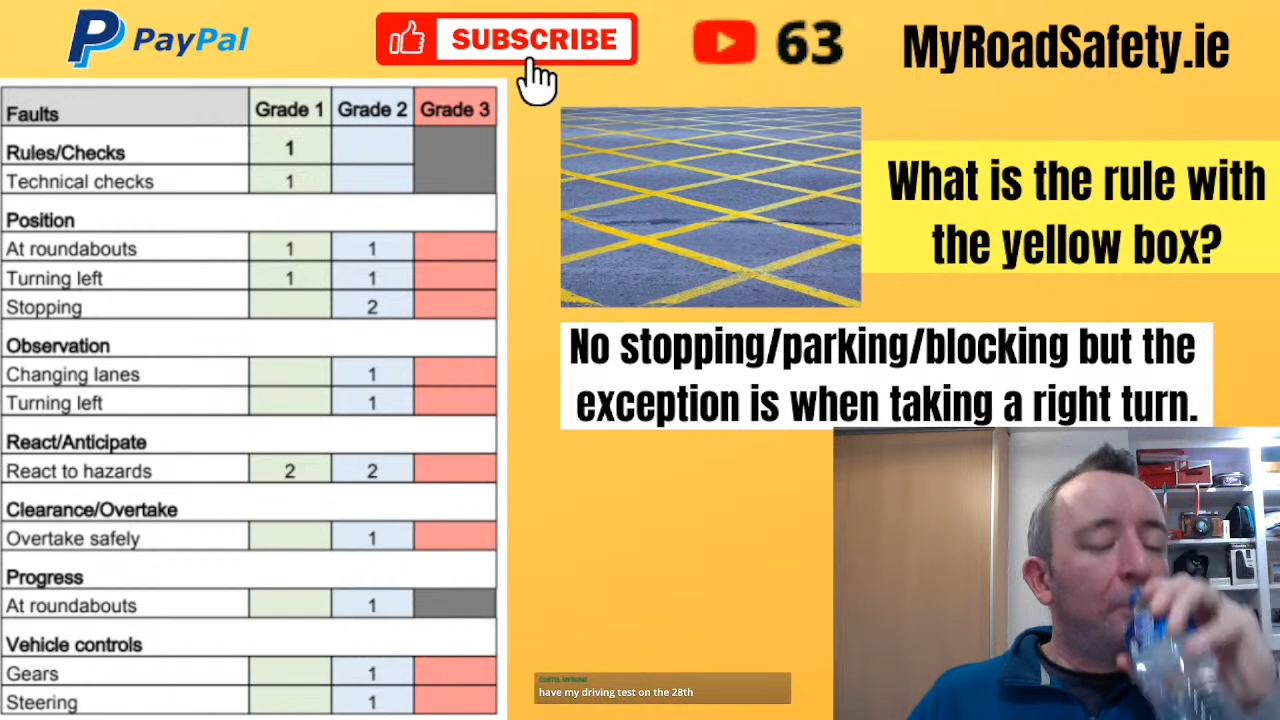 PayPal
SUBSCRIBE
63
MyRoadSafety.ie
Faults Grade 1 Grade 2 Grade 3
Rules/Checks 1
Technical checks 1
Position
At roundabouts 1 1
Turning left 1 1
Stopping 2
Observation
Changing lanes 1
Turning left 1
React/Anticipate
React to hazards 2 2
Clearance/Overtake
Overtake safely 1
Progress
At roundabouts 1
Vehicle controls
Gears 1
Steering 1
What is the rule with
the yellow box?
No stopping/parking/blocking but the
exception is when taking a right turn.
have my driving test on the 28th